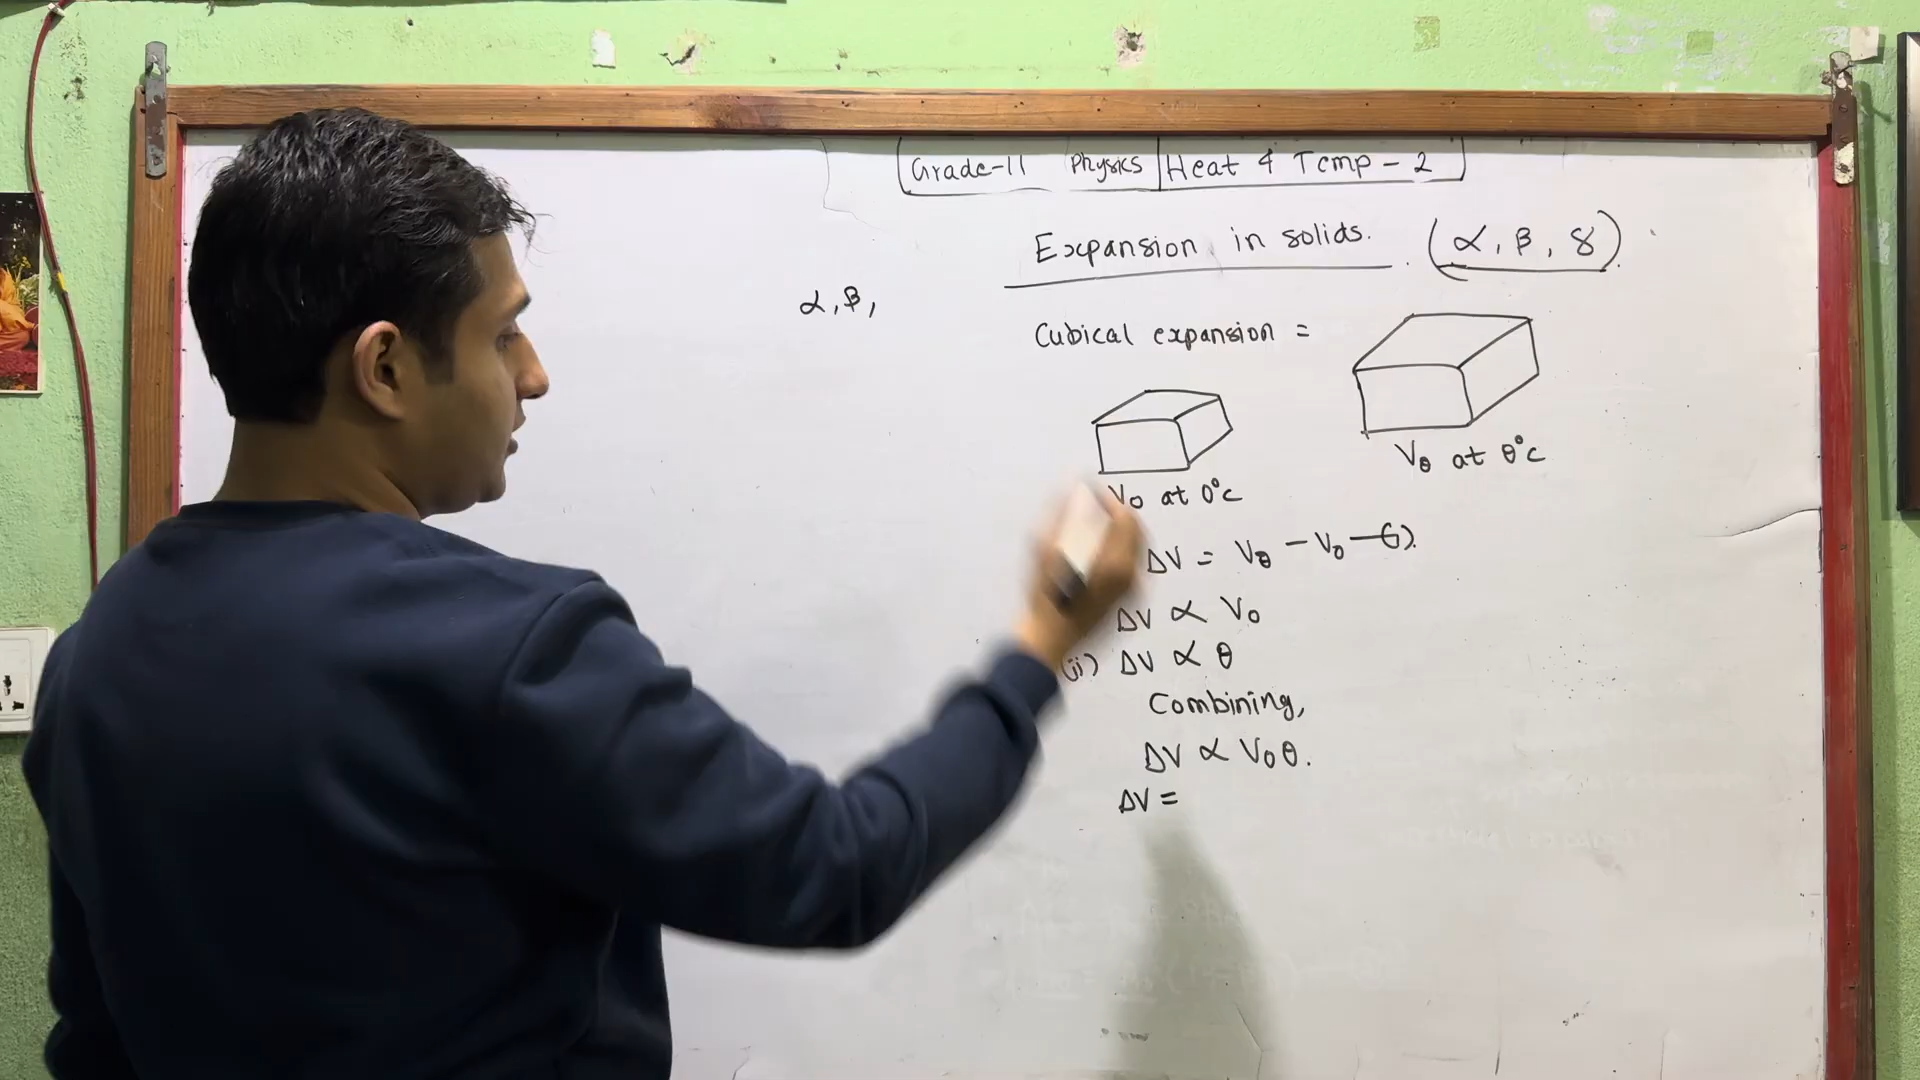 Grade-11 Physics | Heat & Temp - 2
Expansion in solids. (α, β, γ)
α, β,
Cubical expansion =
V₀ at 0°c
Vθ at θ°c
ΔV = Vθ - V₀ —(i).
ΔV ∝ V₀
(ii) ΔV ∝ θ
Combining,
ΔV ∝ V₀θ.
ΔV =